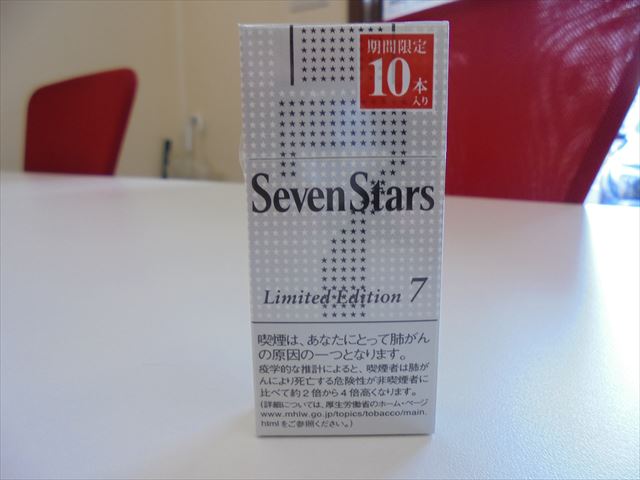 期間限定
10本
入り
Seven Stars
Limited Edition 7
喫煙は、あなたにとって肺がん
の原因の一つとなります。
疫学的な推計によると、喫煙者は肺が
んにより死亡する危険性が非喫煙者に
比べて約2倍から4倍高くなります。
(詳細については、厚生労働省のホーム・ページ
www.mhlw.go.jp/topics/tobacco/main.
htmlをご参照ください。)